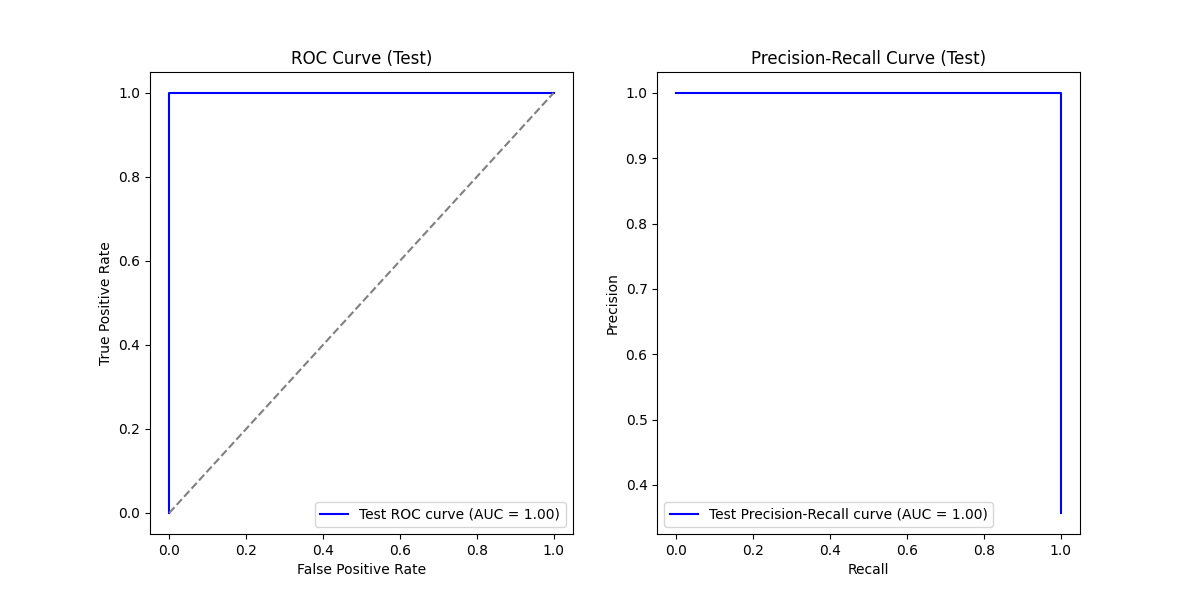 ROC Curve (Test)
1.0
0.8
0.6
0.4
0.2
0.0
True Positive Rate
0.0 0.2 0.4 0.6 0.8 1.0
False Positive Rate
Test ROC curve (AUC = 1.00)
Precision-Recall Curve (Test)
1.0
0.9
0.8
0.7
0.6
0.5
0.4
Precision
0.0 0.2 0.4 0.6 0.8 1.0
Recall
Test Precision-Recall curve (AUC = 1.00)